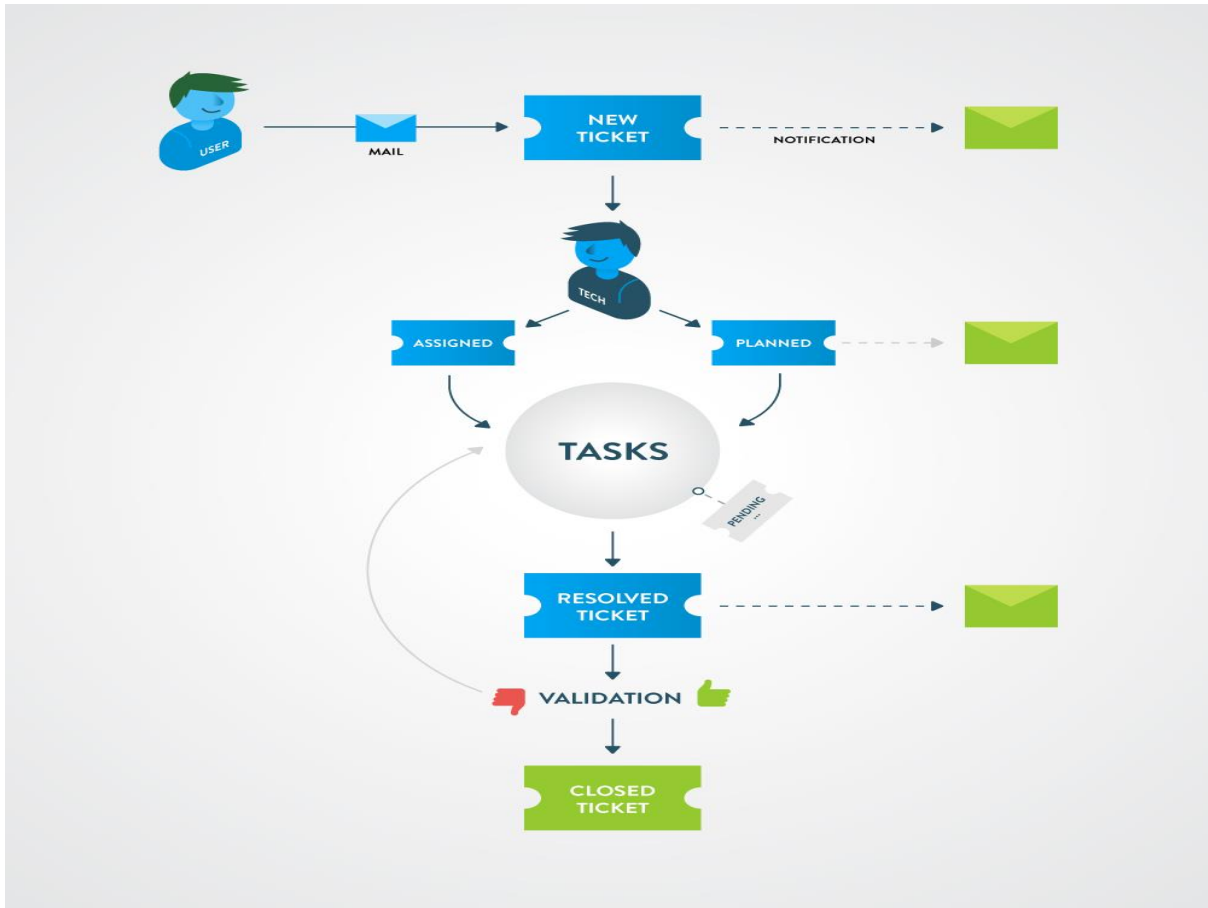 USER
MAIL
NEW
TICKET
NOTIFICATION
TECH
ASSIGNED
PLANNED
TASKS
PENDING
...
RESOLVED
TICKET
VALIDATION
CLOSED
TICKET